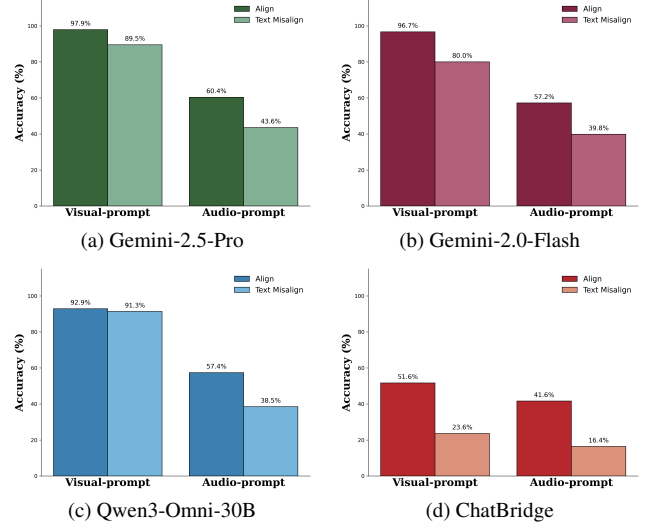 Align
Text Misalign
97.9%
89.5%
60.4%
43.6%
100
80
60
40
20
0
Accuracy (%)
Visual-prompt
Audio-prompt
(a) Gemini-2.5-Pro
Align
Text Misalign
96.7%
80.0%
57.2%
39.8%
100
80
60
40
20
0
Accuracy (%)
Visual-prompt
Audio-prompt
(b) Gemini-2.0-Flash
Align
Text Misalign
92.9%
91.3%
57.4%
38.5%
100
80
60
40
20
0
Accuracy (%)
Visual-prompt
Audio-prompt
(c) Qwen3-Omni-30B
Align
Text Misalign
51.6%
23.6%
41.6%
16.4%
100
80
60
40
20
0
Accuracy (%)
Visual-prompt
Audio-prompt
(d) ChatBridge